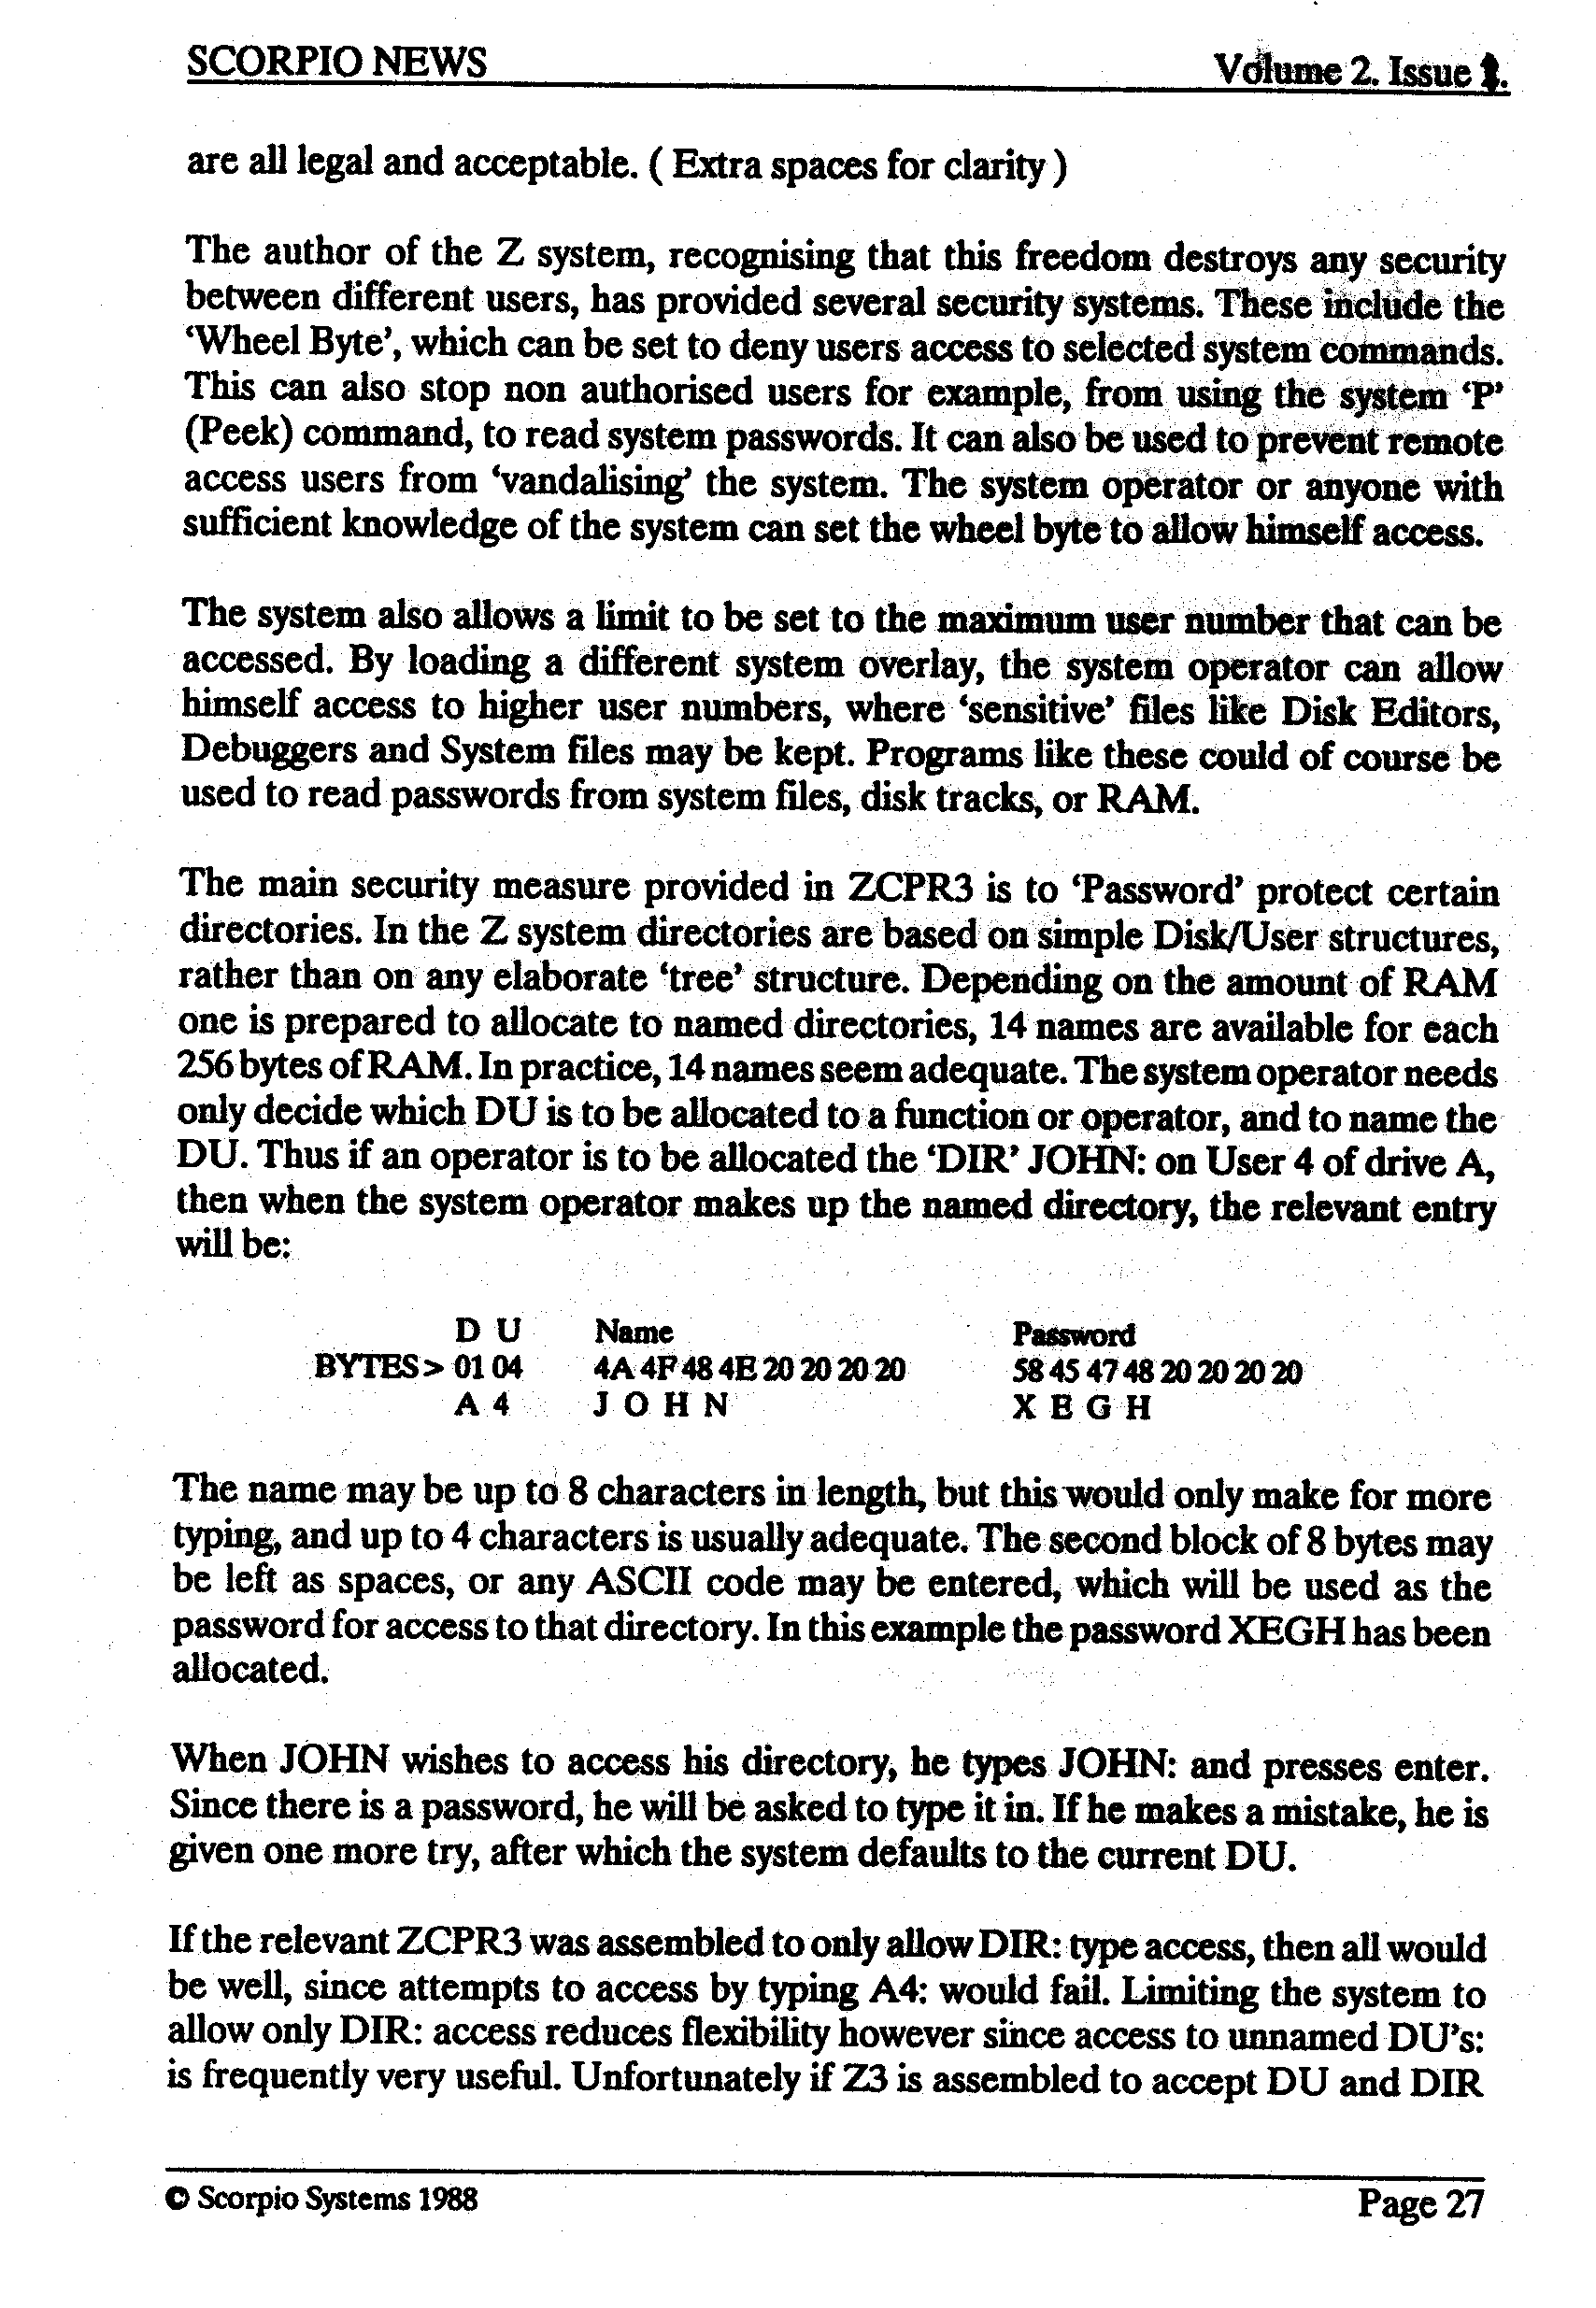 SCORPIO NEWS
Volume 2. Issue
are all legal and acceptable. ( Extra spaces for clarity )
The author of the Z system, recognising that this freedom destroys any security
between different users, has provided several security systems. These include the
‘Wheel Byte’, which can be set to deny users access to selected system commands.
This can also stop non authorised users for example, from using the system ‘P’
(Peek) command, to read system passwords. It can also be used to prevent remote
access users from ‘vandalising’ the system. The system operator or anyone with
sufficient knowledge of the system can set the wheel byte to allow himself access.
The system also allows a limit to be set to the maximum user number that can be
accessed. By loading a different system overlay, the system operator can allow
himself access to higher user numbers, where ‘sensitive’ files like Disk Editors,
Debuggers and System files may be kept. Programs like these could of course be
used to read passwords from system files, disk tracks, or RAM.
The main security measure provided in ZCPR3 is to ‘Password’ protect certain
directories. In the Z system directories are based on simple Disk/User structures,
rather than on any elaborate ‘tree’ structure. Depending on the amount of RAM
one is prepared to allocate to named directories, 14 names are available for each
256 bytes of RAM. In practice, 14 names seem adequate. The system operator needs
only decide which DU is to be allocated to a function or operator, and to name the
DU. Thus if an operator is to be allocated the ‘DIR’ JOHN: on User 4 of drive A,
then when the system operator makes up the named directory, the relevant entry
will be:
D U Name Password
BYTES> 01 04 4A 4F 48 4E 20 20 20 20 58 45 47 48 20 20 20 20
A 4 J O H N X E G H
The name may be up to 8 characters in length, but this would only make for more
typing, and up to 4 characters is usually adequate. The second block of 8 bytes may
be left as spaces, or any ASCII code may be entered, which will be used as the
password for access to that directory. In this example the password XEGH has been
allocated.
When JOHN wishes to access his directory, he types JOHN: and presses enter.
Since there is a password, he will be asked to type it in. If he makes a mistake, he is
given one more try, after which the system defaults to the current DU.
If the relevant ZCPR3 was assembled to only allow DIR: type access, then all would
be well, since attempts to access by typing A4: would fail. Limiting the system to
allow only DIR: access reduces flexibility however since access to unnamed DU’s:
is frequently very useful. Unfortunately if Z3 is assembled to accept DU and DIR
© Scorpio Systems 1988
Page 27